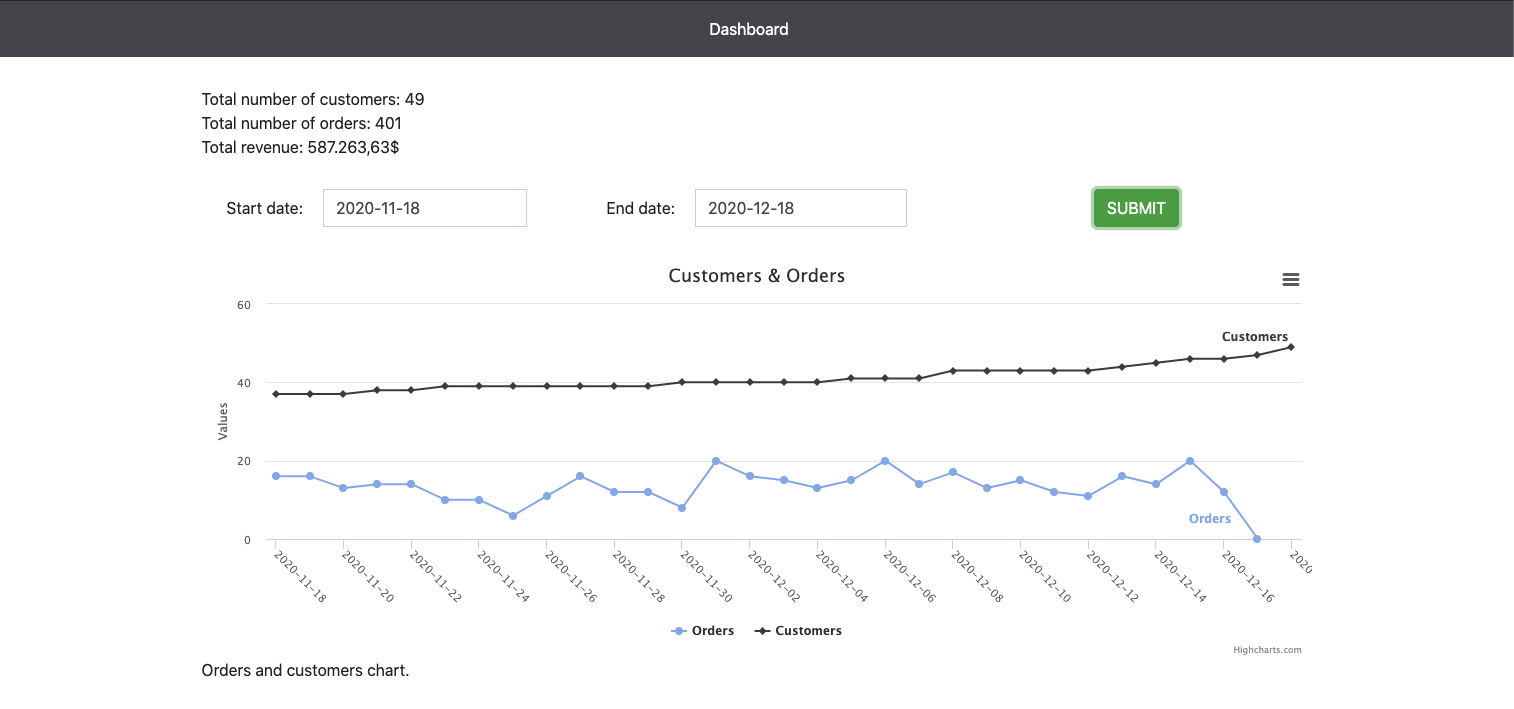 Dashboard
Total number of customers: 49
Total number of orders: 401
Total revenue: 587.263,63$
Start date: 2020-11-18 End date: 2020-12-18 SUBMIT
Customers & Orders
60
40
20
0
Values
Customers
Orders
2020-11-18
2020-11-20
2020-11-22
2020-11-24
2020-11-26
2020-11-28
2020-11-30
2020-12-02
2020-12-04
2020-12-06
2020-12-08
2020-12-10
2020-12-12
2020-12-14
2020-12-16
2020
Orders Customers
Highcharts.com
Orders and customers chart.